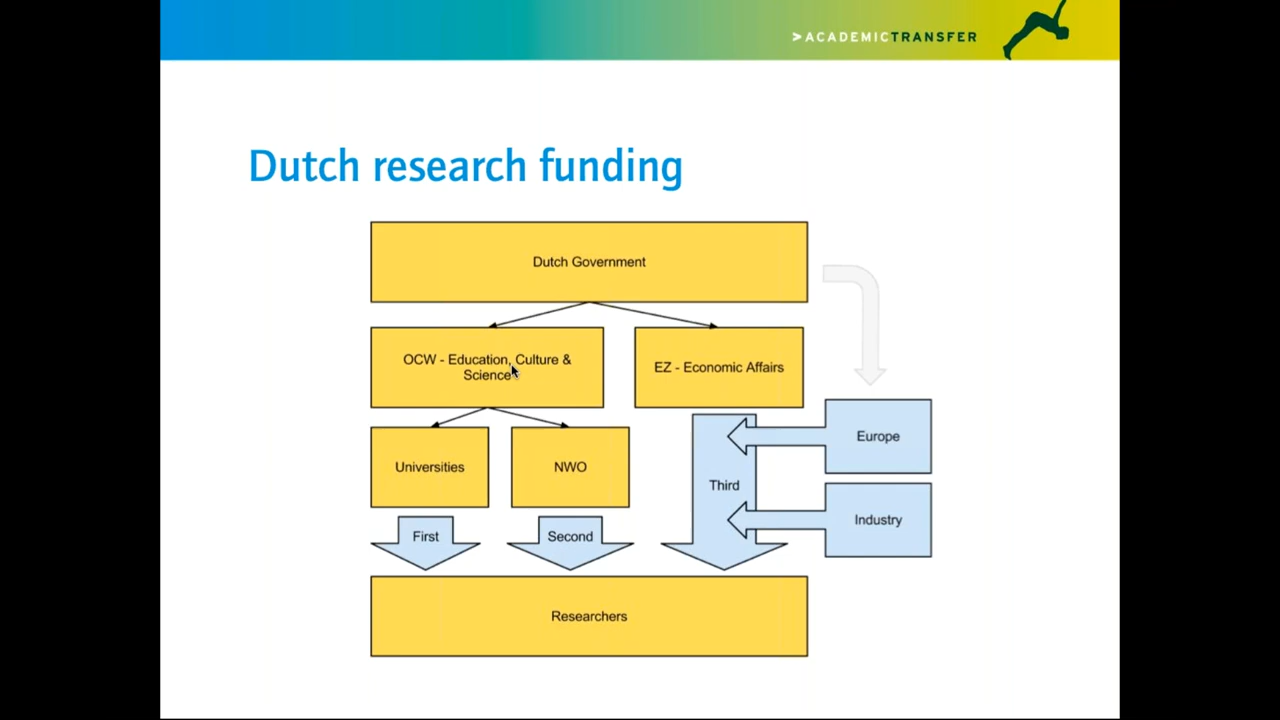 >ACADEMICTRANSFER
Dutch research funding
Dutch Government
OCW - Education, Culture &
Science
EZ - Economic Affairs
Universities
NWO
Europe
Third
Industry
First
Second
Researchers